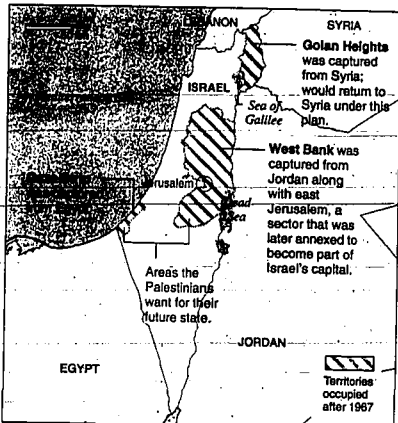 LEBANON
SYRIA
Golan Heights
was captured
from Syria;
would return to
Syria under this
plan.
ISRAEL
Sea of
Galilee
West Bank was
captured from
Jordan along
with east
Jerusalem, a
sector that was
later annexed to
become part of
Israel's capital.
Jerusalem
Dead
Sea
Areas the
Palestinians
want for their
future state.
JORDAN
EGYPT
Territories
occupied
after 1967